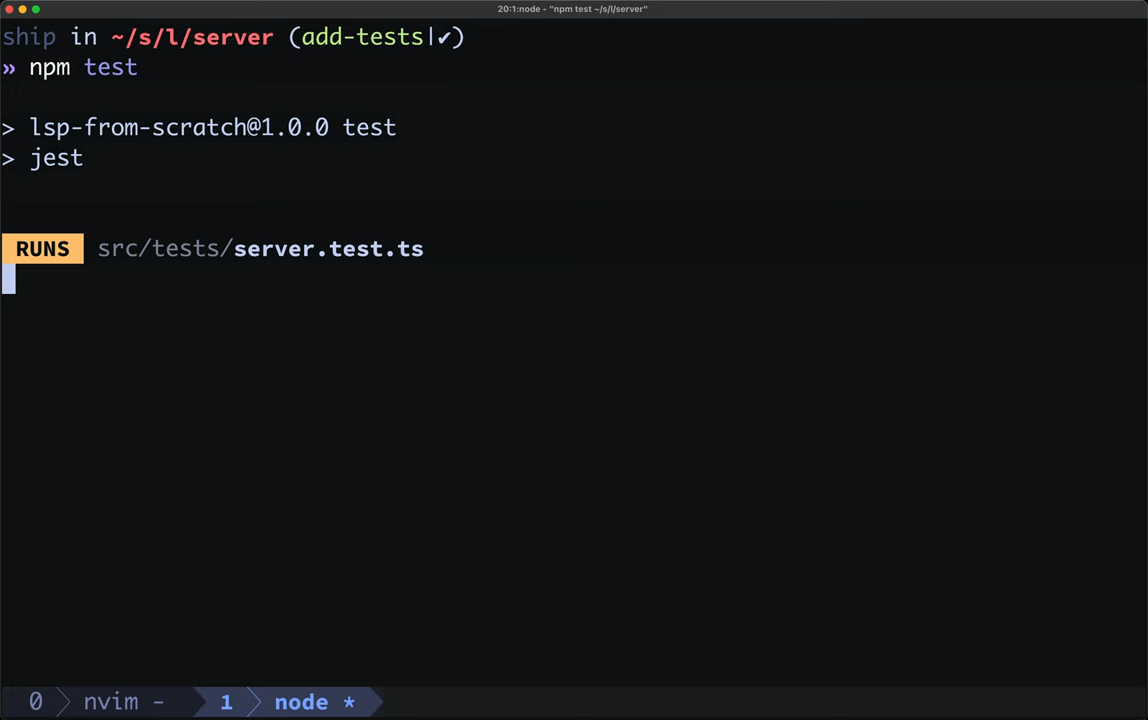 20:1:node - "npm test ~/s/l/server"
ship in ~/s/l/server (add-tests|✔)
» npm test
> lsp-from-scratch@1.0.0 test
> jest
RUNS src/tests/server.test.ts
0 nvim - 1 node *